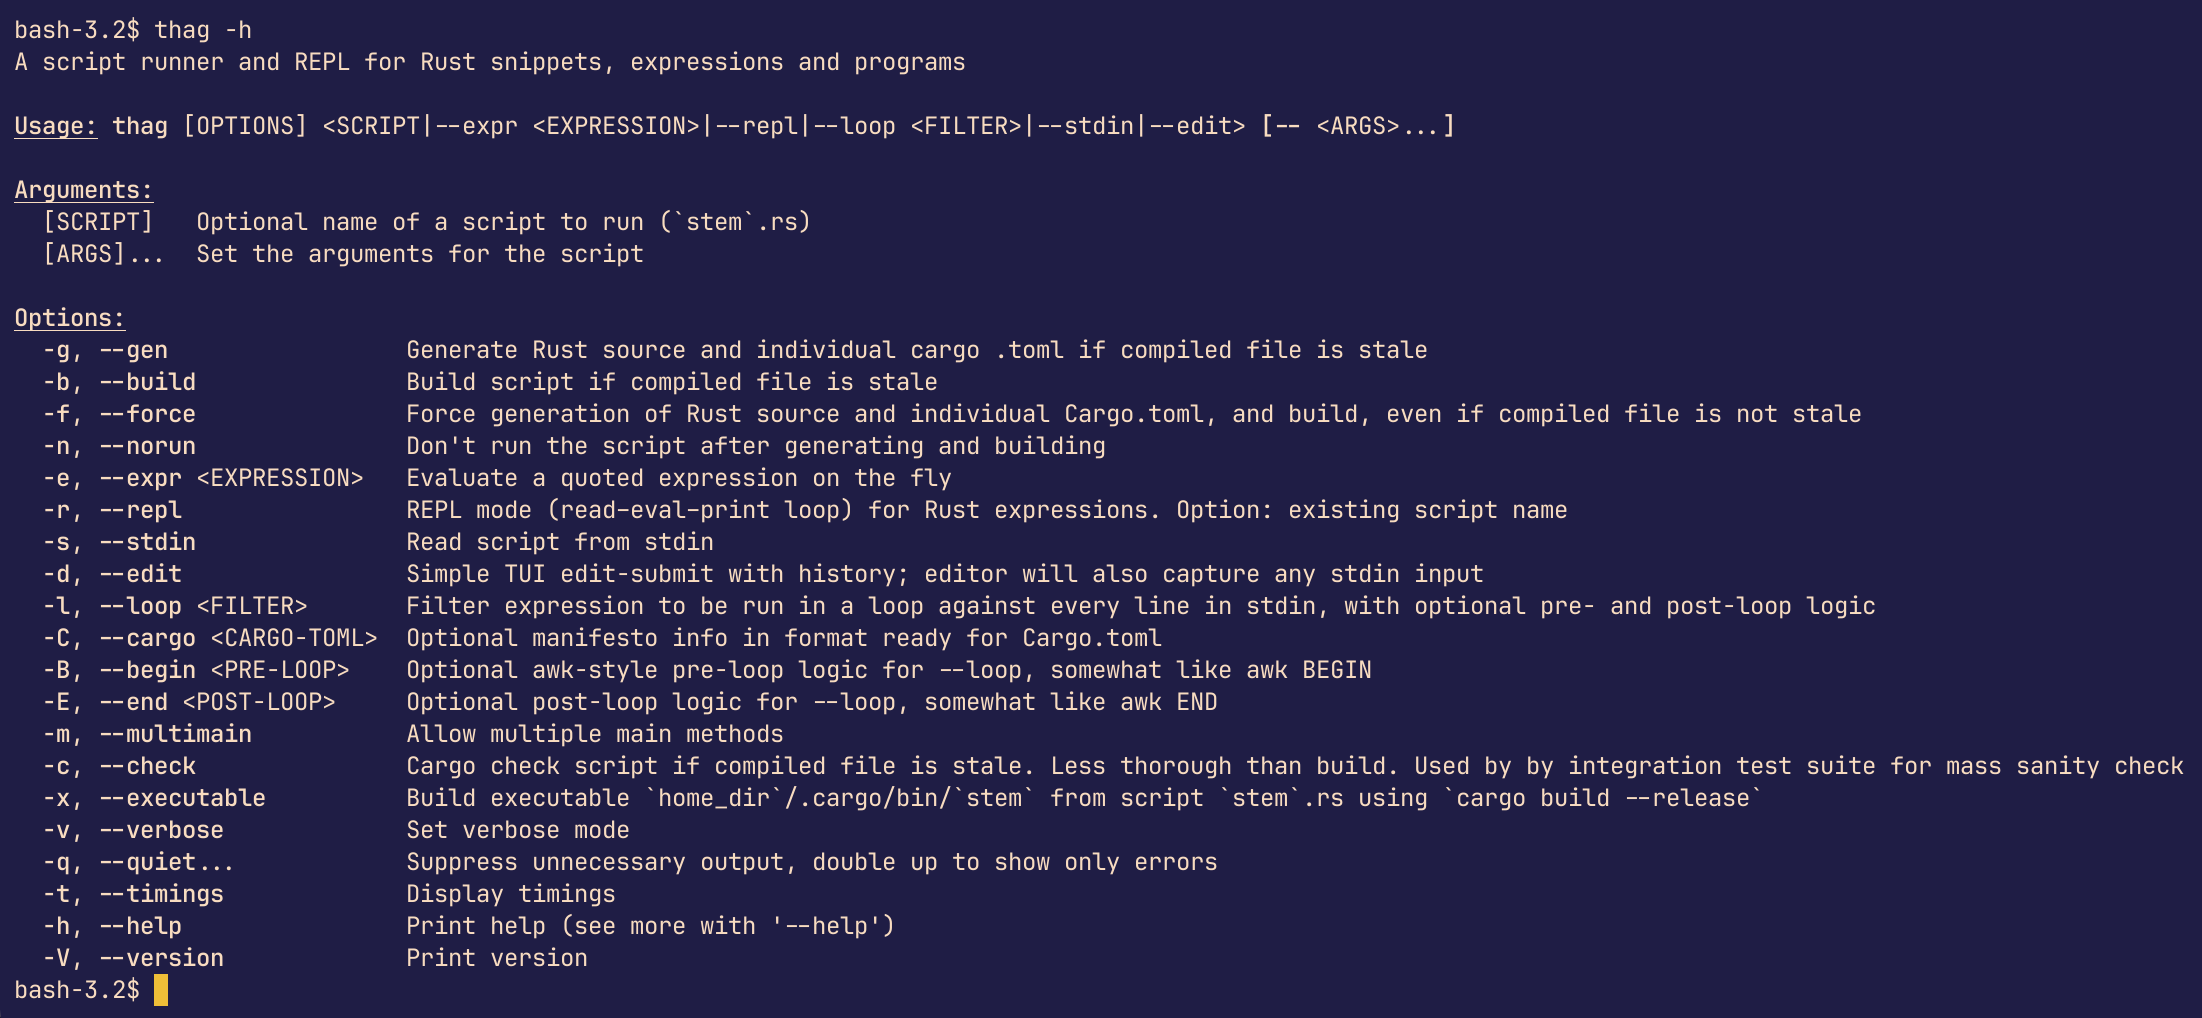 bash-3.2$ thag -h
A script runner and REPL for Rust snippets, expressions and programs

Usage: thag [OPTIONS] <SCRIPT|--expr <EXPRESSION>|--repl|--loop <FILTER>|--stdin|--edit> [-- <ARGS>...]

Arguments:
  [SCRIPT]   Optional name of a script to run (`stem`.rs)
  [ARGS]...  Set the arguments for the script

Options:
  -g, --gen                 Generate Rust source and individual cargo .toml if compiled file is stale
  -b, --build               Build script if compiled file is stale
  -f, --force               Force generation of Rust source and individual Cargo.toml, and build, even if compiled file is not stale
  -n, --norun               Don't run the script after generating and building
  -e, --expr <EXPRESSION>   Evaluate a quoted expression on the fly
  -r, --repl                REPL mode (read-eval-print loop) for Rust expressions. Option: existing script name
  -s, --stdin               Read script from stdin
  -d, --edit                Simple TUI edit-submit with history; editor will also capture any stdin input
  -l, --loop <FILTER>       Filter expression to be run in a loop against every line in stdin, with optional pre- and post-loop logic
  -C, --cargo <CARGO-TOML>  Optional manifesto info in format ready for Cargo.toml
  -B, --begin <PRE-LOOP>    Optional awk-style pre-loop logic for --loop, somewhat like awk BEGIN
  -E, --end <POST-LOOP>     Optional post-loop logic for --loop, somewhat like awk END
  -m, --multimain           Allow multiple main methods
  -c, --check               Cargo check script if compiled file is stale. Less thorough than build. Used by by integration test suite for mass sanity check
  -x, --executable          Build executable `home_dir`/.cargo/bin/`stem` from script `stem`.rs using `cargo build --release`
  -v, --verbose             Set verbose mode
  -q, --quiet...            Suppress unnecessary output, double up to show only errors
  -t, --timings             Display timings
  -h, --help                Print help (see more with '--help')
  -V, --version             Print version
bash-3.2$